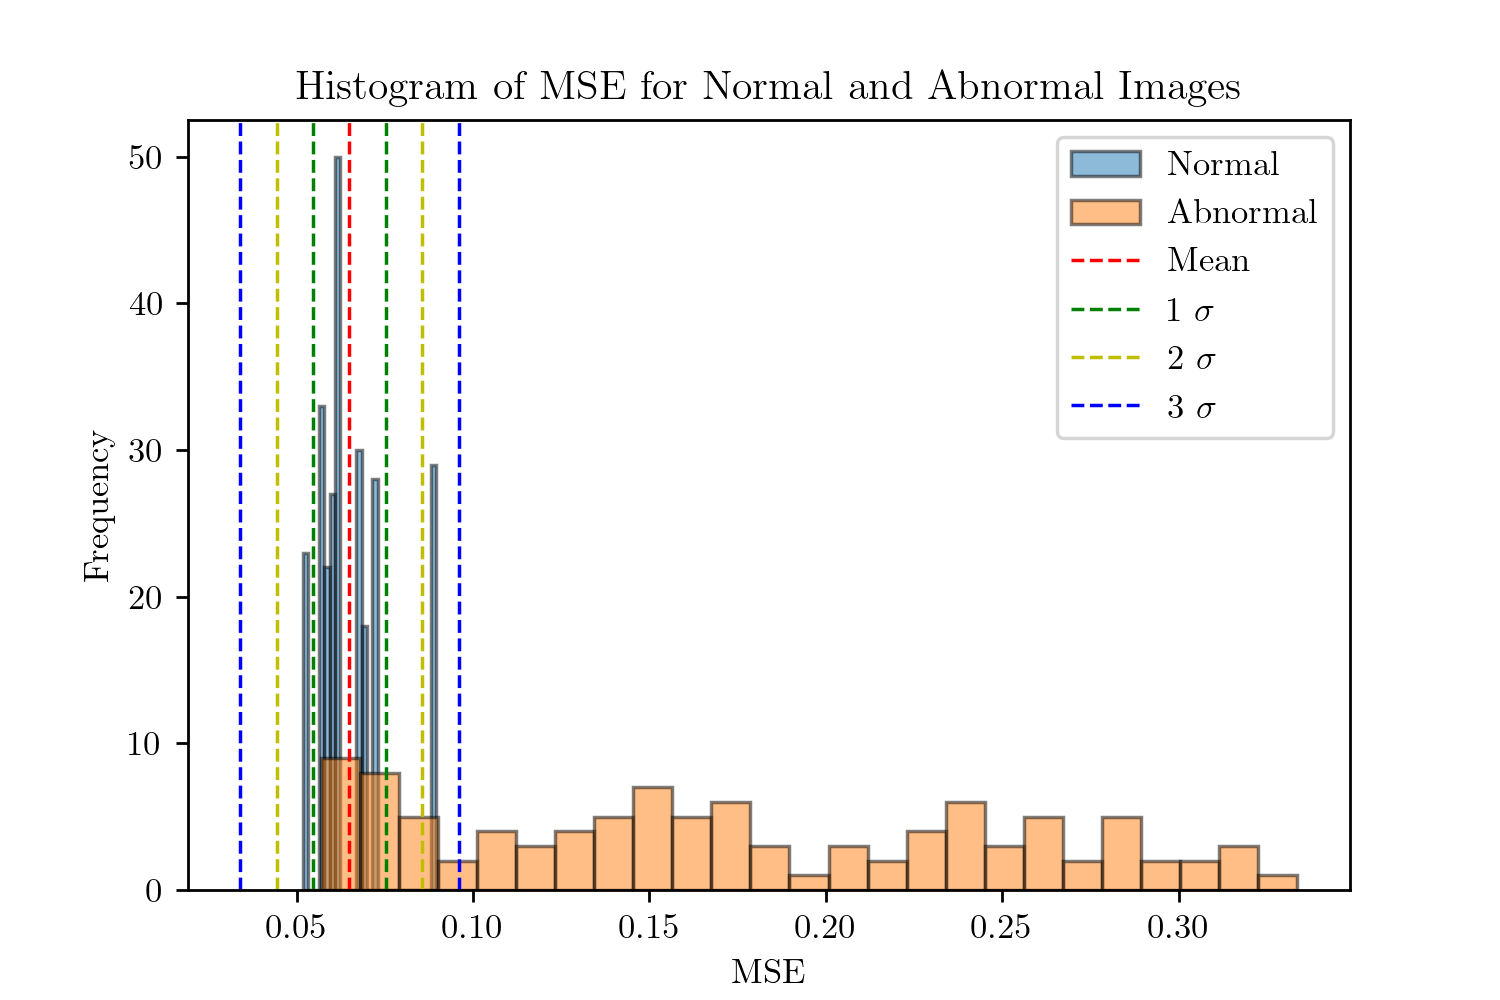 Histogram of MSE for Normal and Abnormal Images
50
40
30
20
10
0
Frequency
Normal
Abnormal
Mean
1 σ
2 σ
3 σ
0.05 0.10 0.15 0.20 0.25 0.30
MSE